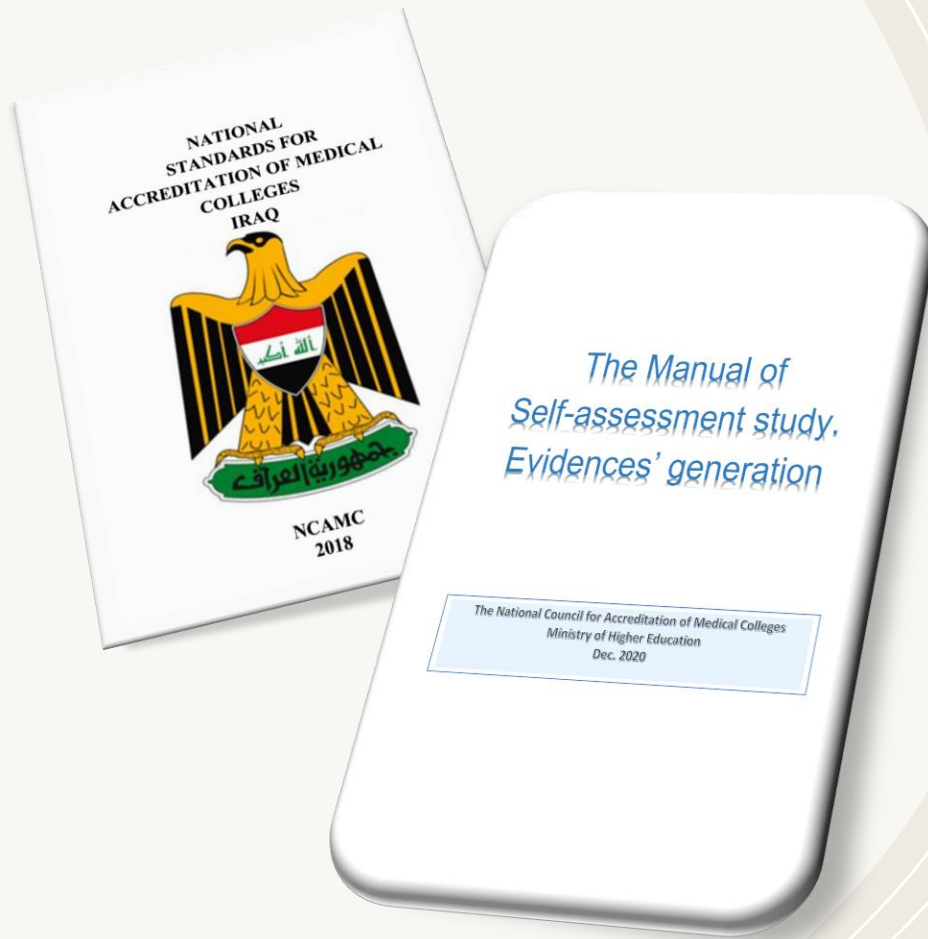 NATIONAL
STANDARDS FOR
ACCREDITATION OF MEDICAL
COLLEGES
IRAQ
الله أكبر
جمهورية العراق
NCAMC
2018
The Manual of
Self-assessment study.
Evidences' generation
The National Council for Accreditation of Medical Colleges
Ministry of Higher Education
Dec. 2020